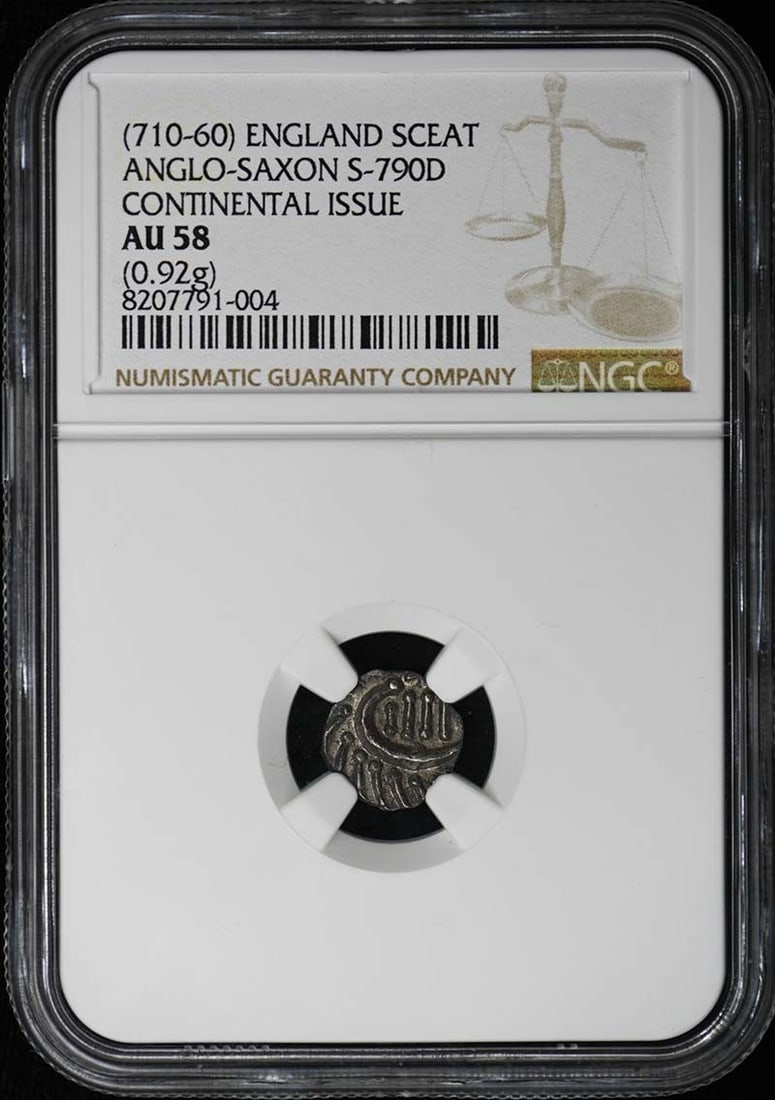 (710-60) ENGLAND SCEAT
ANGLO-SAXON S-790D
CONTINENTAL ISSUE
AU 58
(0.92g)
8207791-004
NUMISMATIC GUARANTY COMPANY NGC®